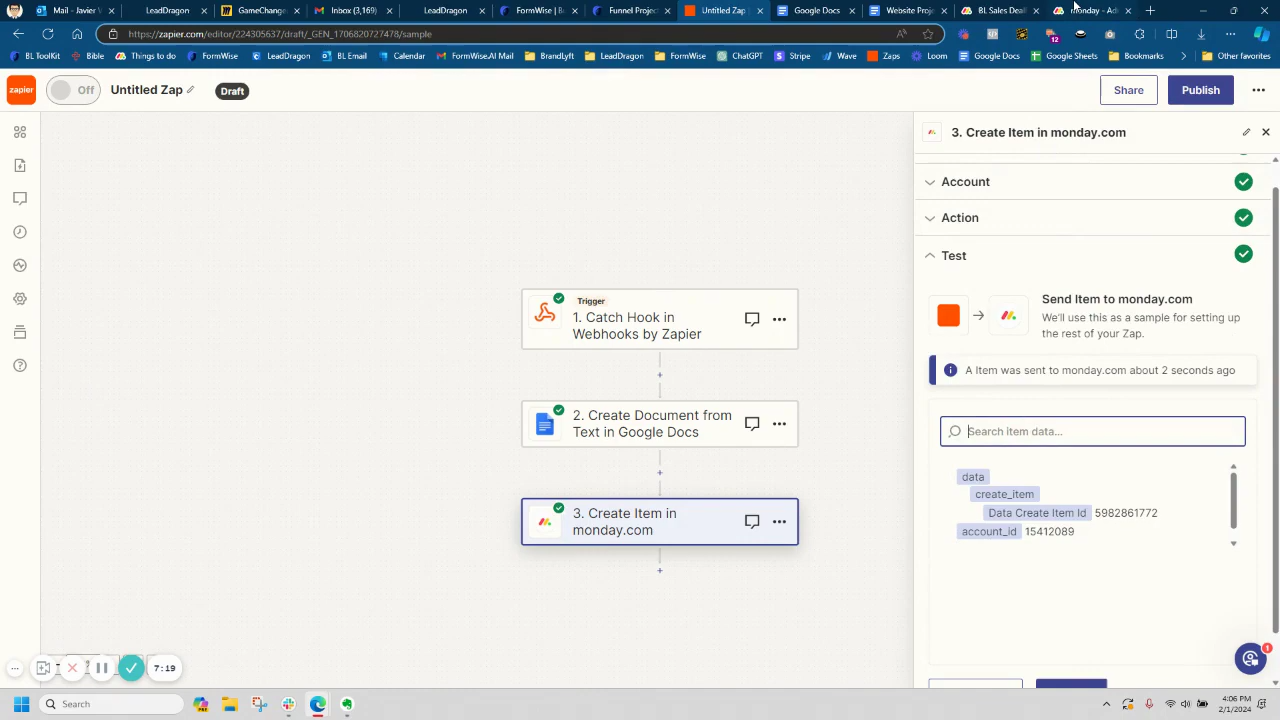 Mail - Javier V
LeadDragon
GameChange
Inbox (3,169)
LeadDragon
FormWise | B
Funnel Projec
Untitled Zap
Google Docs
Website Proj
BL Sales Deal
Monday - Ad
https://zapier.com/editor/224305637/draft/_GEN_1706820727478/sample
BL ToolKit
Bible
Things to do
FormWise
LeadDragon
BL Email
Calendar
FormWise.AI Mail
BrandLyft
LeadDragon
FormWise
ChatGPT
Stripe
Wave
Zaps
Loom
Google Docs
Google Sheets
Bookmarks
Other favorites
12
zapier
Off
Untitled Zap
Draft
Share
Publish
3. Create Item in monday.com
Account
Action
Test
Send Item to monday.com
We'll use this as a sample for setting up
the rest of your Zap.
A Item was sent to monday.com about 2 seconds ago
Search item data...
data
create_item
Data Create Item Id 5982861772
account_id 15412089
Trigger
1. Catch Hook in
Webhooks by Zapier
2. Create Document from
Text in Google Docs
3. Create Item in
monday.com
1
7:19
Search
4:06 PM
2/1/2024